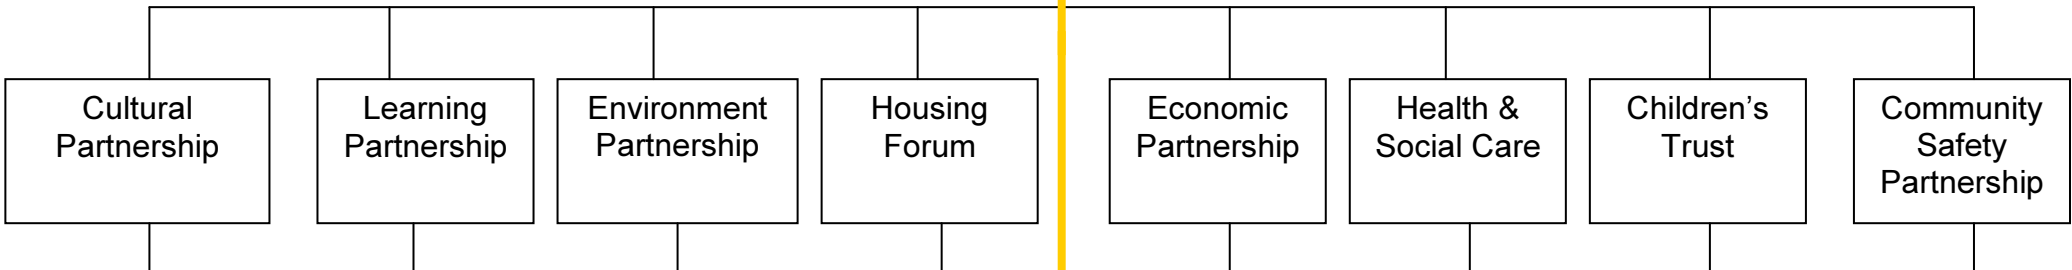 Cultural
Partnership
Learning
Partnership
Environment
Partnership
Housing
Forum
Economic
Partnership
Health &
Social Care
Children’s
Trust
Community
Safety
Partnership